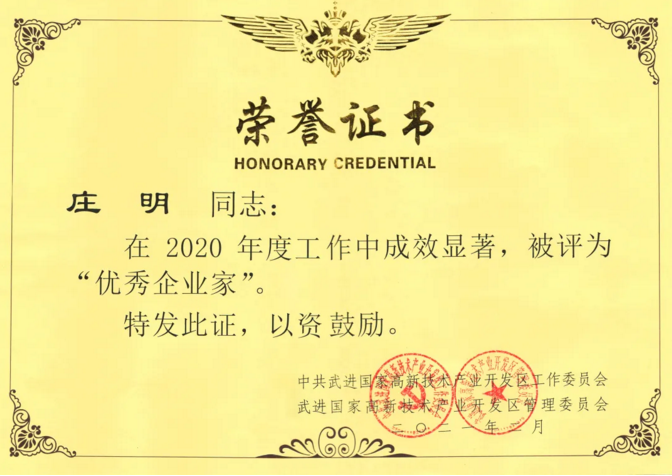 荣誉证书
HONORARY CREDENTIAL
庄 明 同志：
在 2020 年度工作中成效显著，被评为
“优秀企业家”。
特发此证，以资鼓励。
中共武进国家高新技术产业开发区工作委员会
武进国家高新技术产业开发区管理委员会
二〇二一年二月